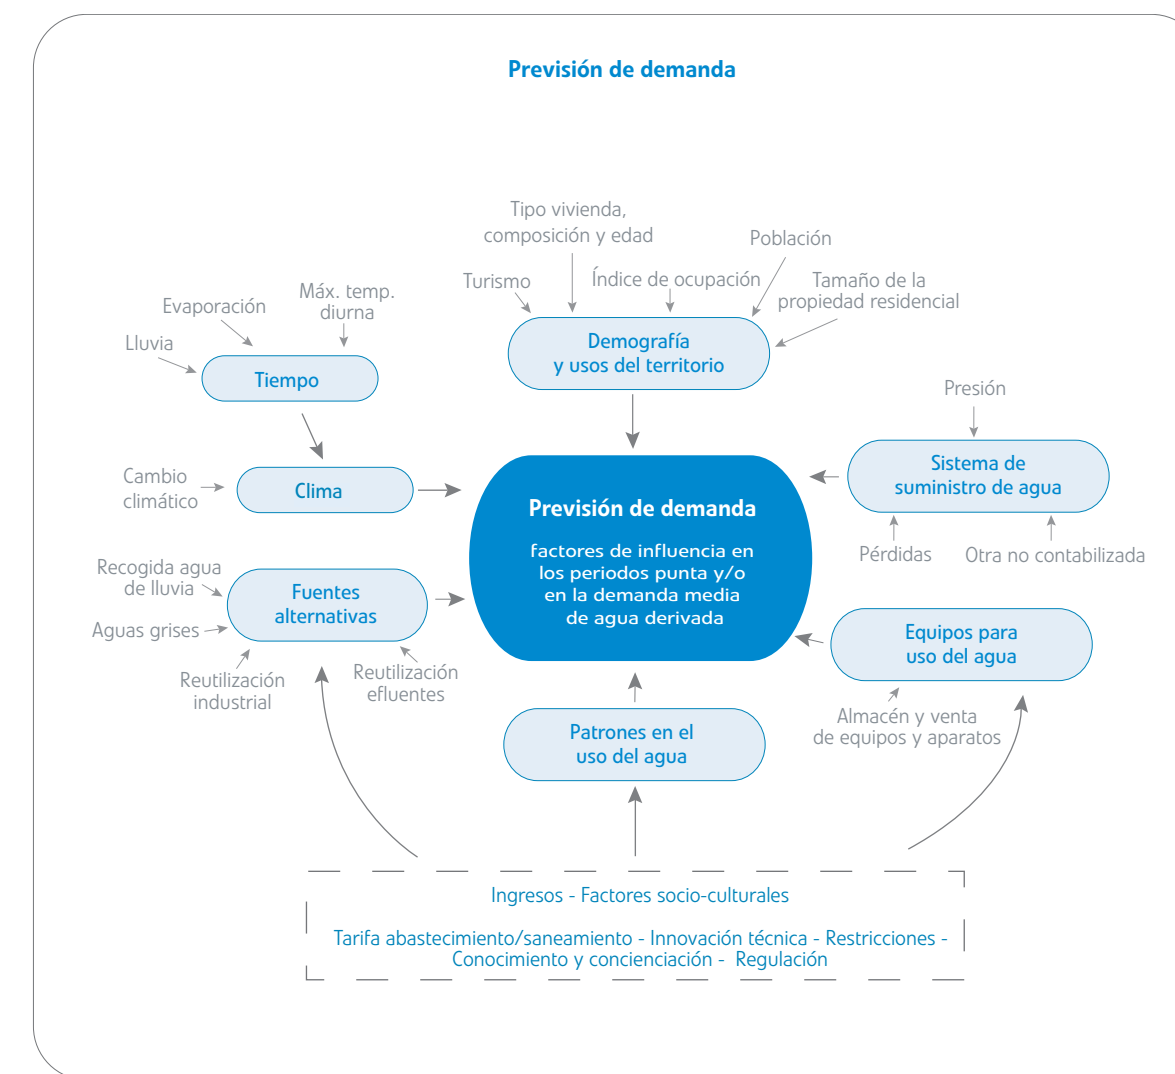 Previsión de demanda
Tipo vivienda,
composición y edad
Población
Turismo
Índice de ocupación
Tamaño de la
propiedad residencial
Máx. temp.
diurna
Evaporación
Lluvia
Demografía
y usos del territorio
Tiempo
Presión
Cambio
climático
Clima
Sistema de
suministro de agua
Previsión de demanda
factores de influencia en
los periodos punta y/o
en la demanda media
de agua derivada
Pérdidas
Otra no contabilizada
Recogida agua
de lluvia
Fuentes
alternativas
Aguas grises
Reutilización
industrial
Reutilización
efluentes
Equipos para
uso del agua
Almacén y venta
de equipos y aparatos
Patrones en el
uso del agua
Ingresos - Factores socio-culturales
Tarifa abastecimiento/saneamiento - Innovación técnica - Restricciones -
Conocimiento y concienciación - Regulación